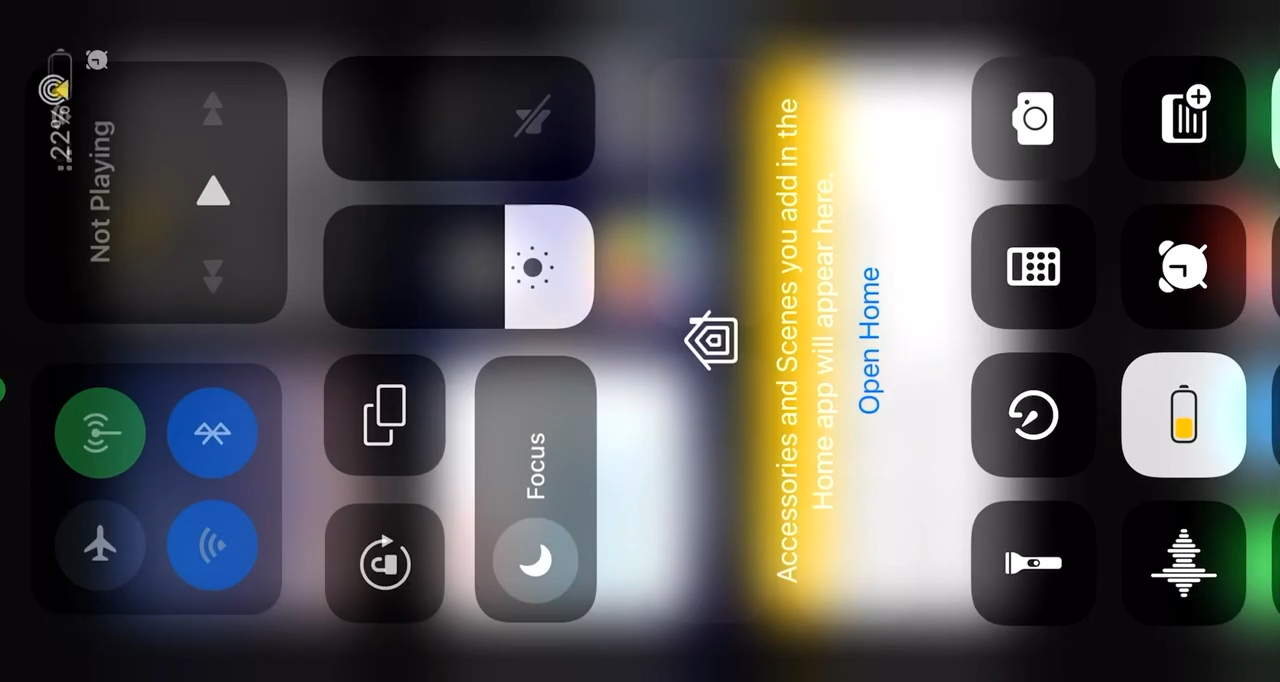 22%
Not Playing
Focus
Accessories and Scenes you add in the
Home app will appear here.
Open Home